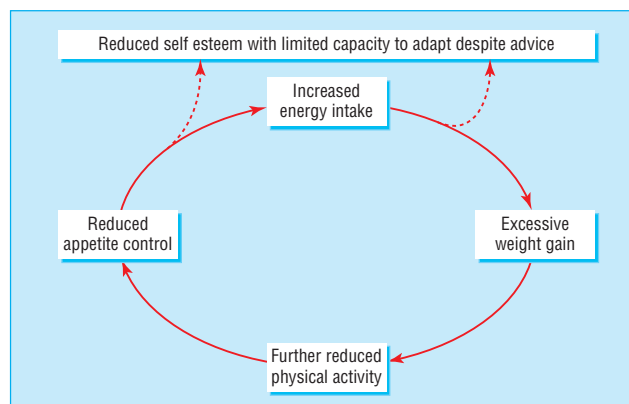 Reduced self esteem with limited capacity to adapt despite advice
Increased
energy intake
Reduced
appetite control
Excessive
weight gain
Further reduced
physical activity